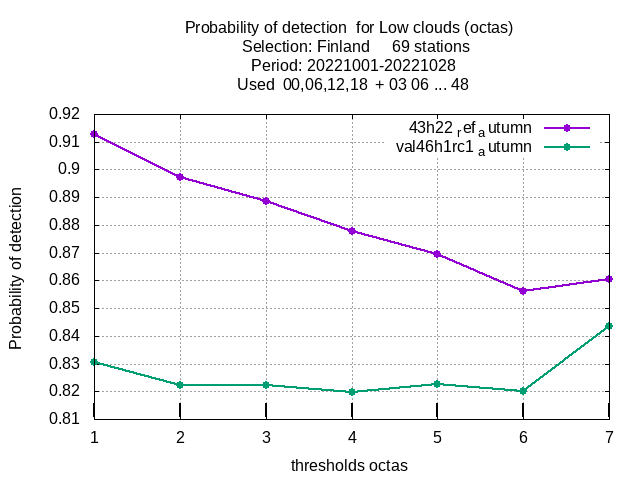 Probability of detection for Low clouds (octas)
Selection: Finland 69 stations
Period: 20221001-20221028
Used 00,06,12,18 + 03 06 ... 48
0.92
0.91
0.9
0.89
0.88
0.87
0.86
0.85
0.84
0.83
0.82
0.81
Probability of detection
43h22 ref a utumn
val46h1rc1 a utumn
1 2 3 4 5 6 7
thresholds octas